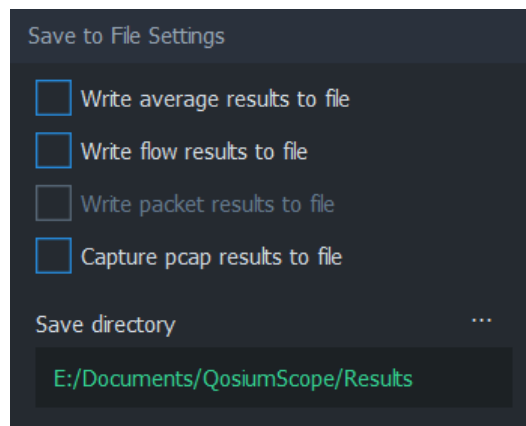 Save to File Settings
Write average results to file
Write flow results to file
Write packet results to file
Capture pcap results to file
Save directory ...
E:/Documents/QosiumScope/Results